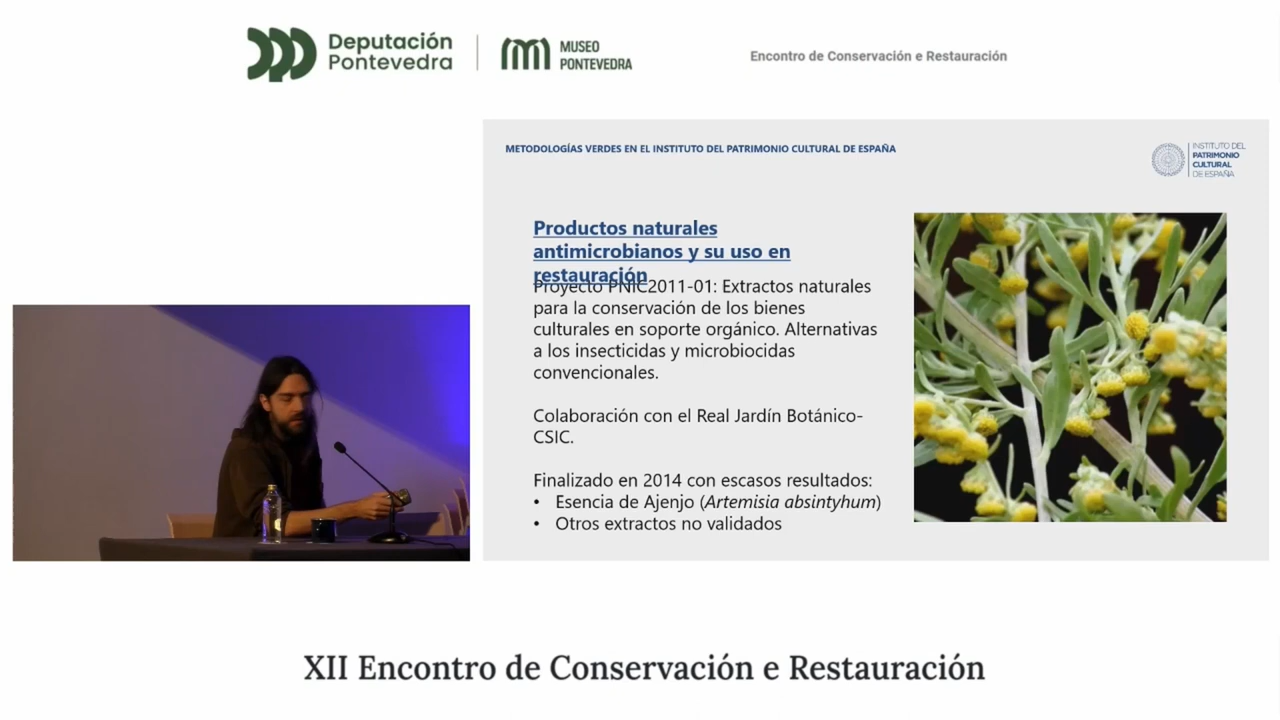 Deputación
Pontevedra
MUSEO
PONTEVEDRA
Encontro de Conservación e Restauración
METODOLOGÍAS VERDES EN EL INSTITUTO DEL PATRIMONIO CULTURAL DE ESPAÑA
INSTITUTO DEL
PATRIMONIO
CULTURAL
DE ESPAÑA
Productos naturales
antimicrobianos y su uso en
restauración
Proyecto PNIC2011-01: Extractos naturales
para la conservación de los bienes
culturales en soporte orgánico. Alternativas
a los insecticidas y microbiocidas
convencionales.
Colaboración con el Real Jardín Botánico-
CSIC.
Finalizado en 2014 con escasos resultados:
• Esencia de Ajenjo (Artemisia absintyhum)
• Otros extractos no validados
XII Encontro de Conservación e Restauración